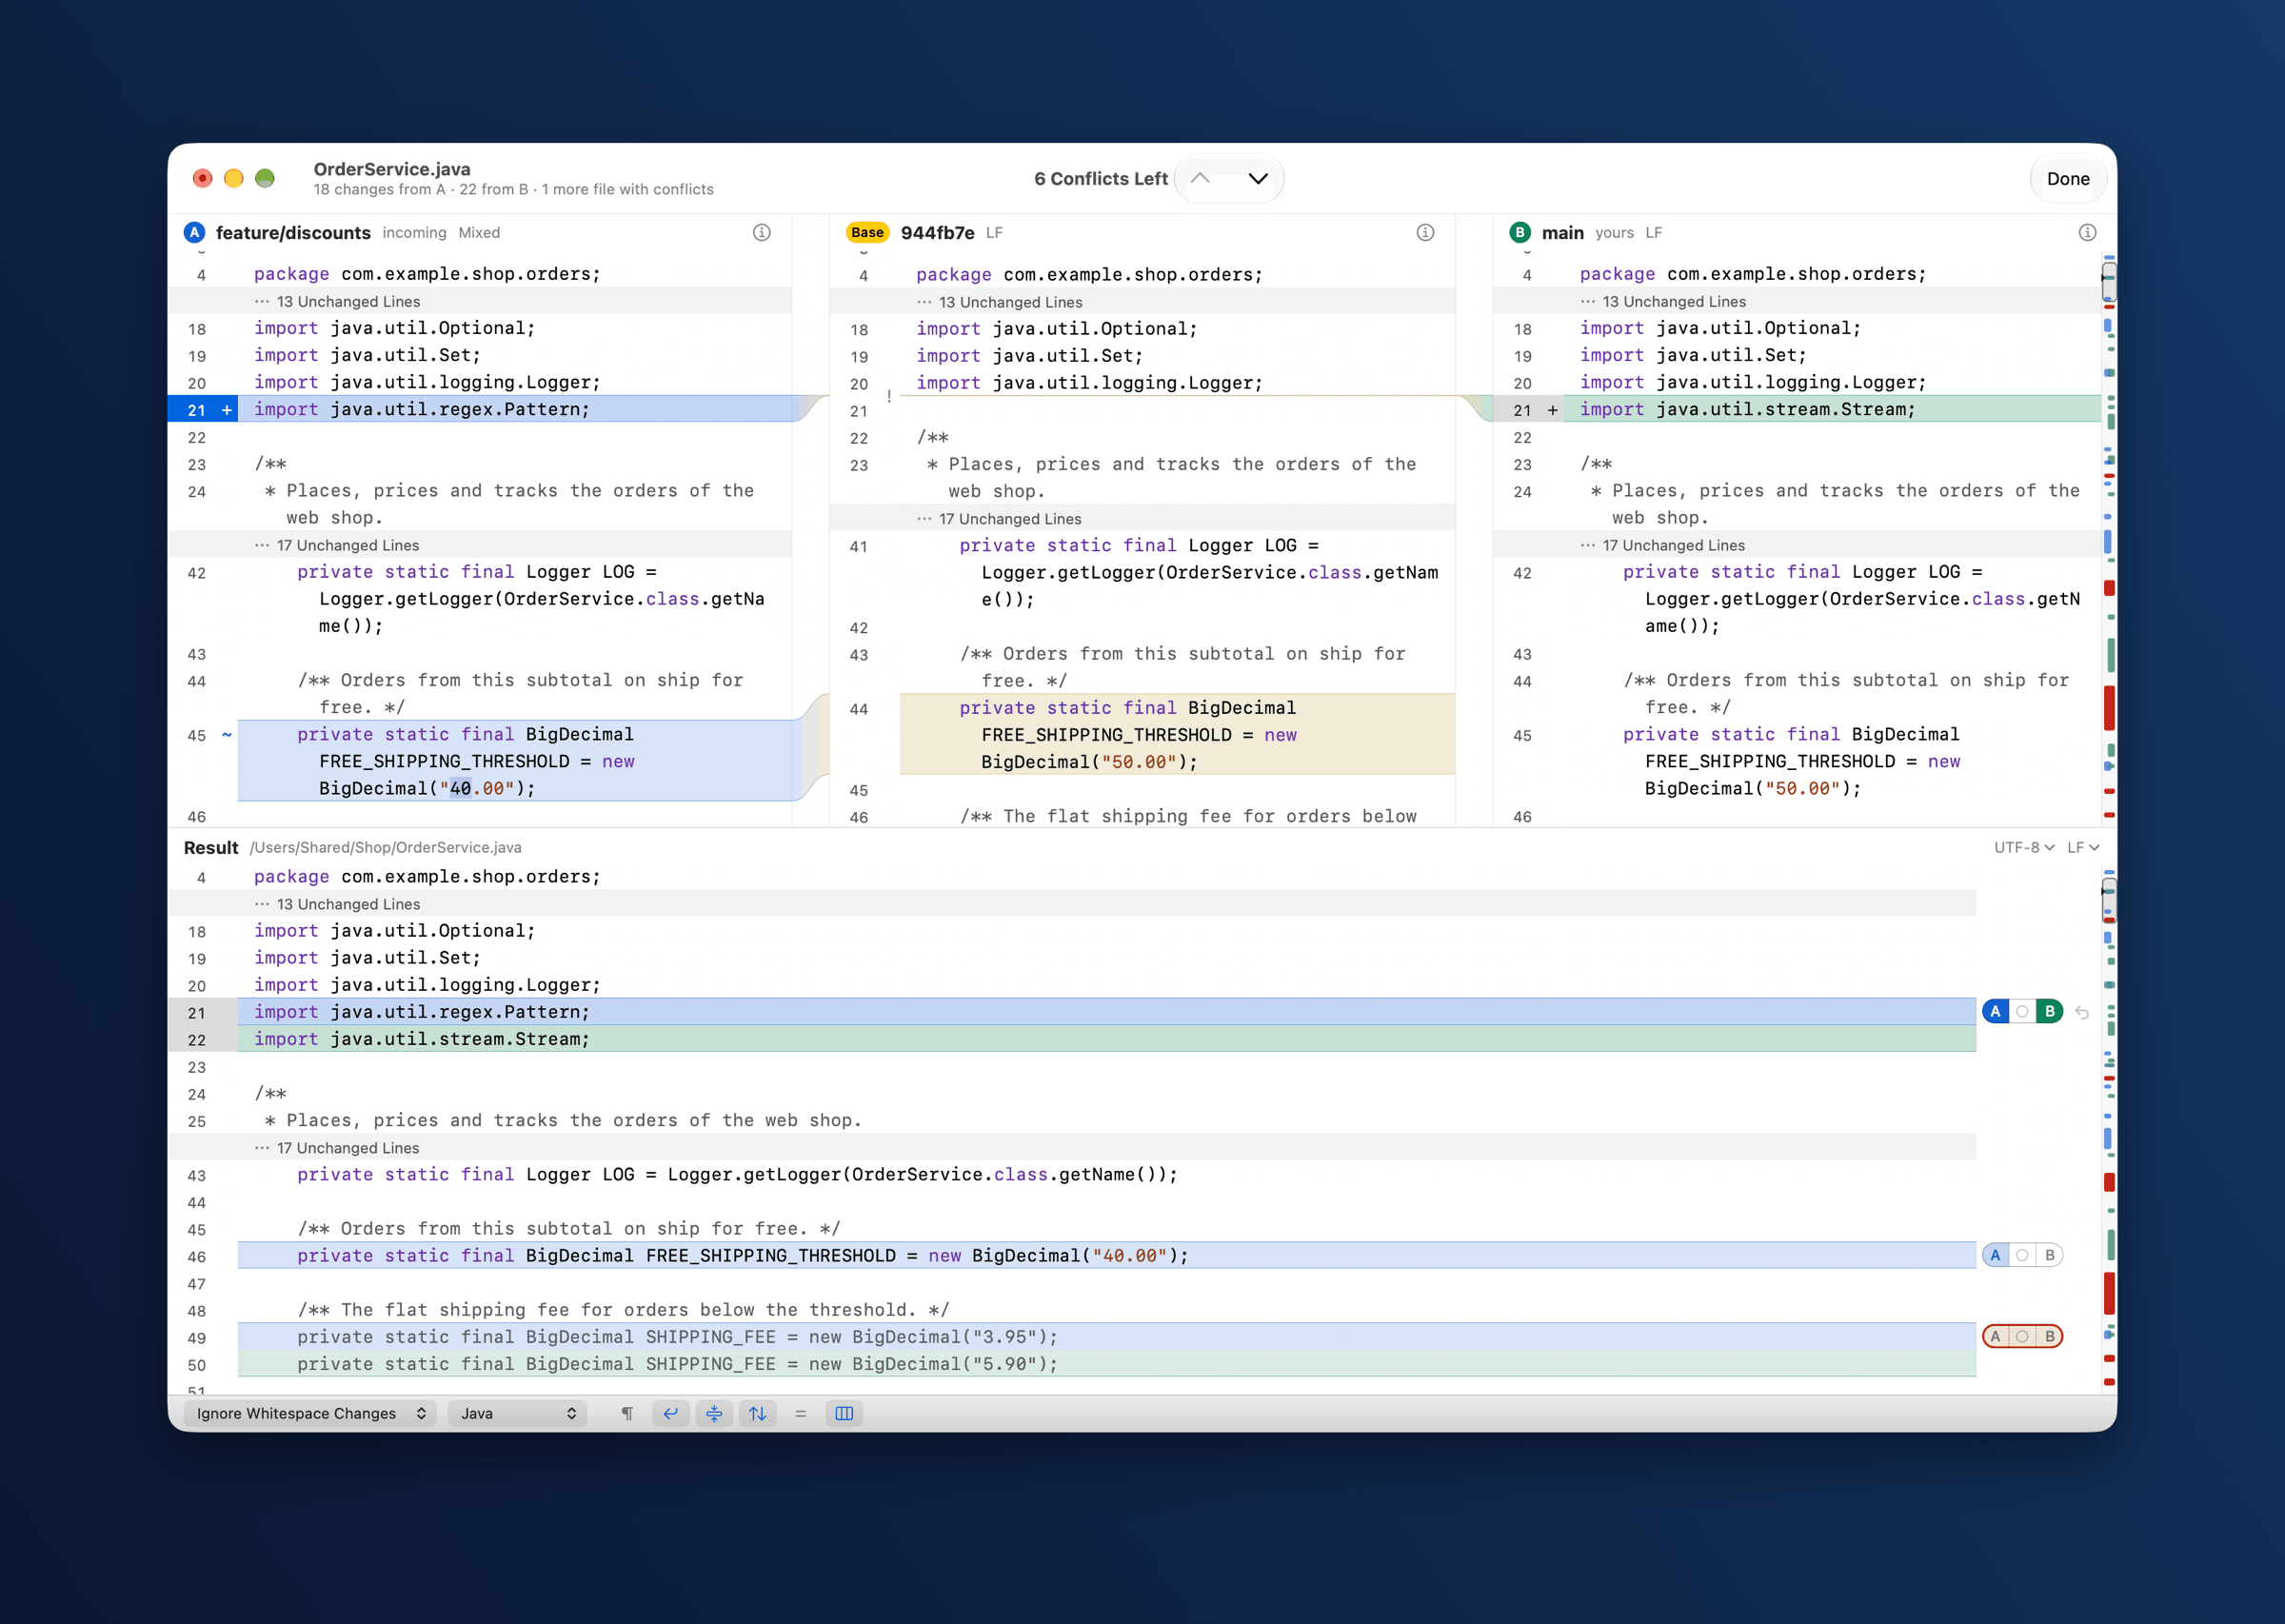 OrderService.java
18 changes from A · 22 from B · 1 more file with conflicts
6 Conflicts Left
Done
A feature/discounts incoming Mixed
4 package com.example.shop.orders;
··· 13 Unchanged Lines
18 import java.util.Optional;
19 import java.util.Set;
20 import java.util.logging.Logger;
21 + import java.util.regex.Pattern;
22
23 /**
24 * Places, prices and tracks the orders of the
web shop.
··· 17 Unchanged Lines
42 private static final Logger LOG =
Logger.getLogger(OrderService.class.getNa
me());
43
44 /** Orders from this subtotal on ship for
free. */
45 ~ private static final BigDecimal
FREE_SHIPPING_THRESHOLD = new
BigDecimal("40.00");
46
Base 944fb7e LF
4 package com.example.shop.orders;
··· 13 Unchanged Lines
18 import java.util.Optional;
19 import java.util.Set;
20 import java.util.logging.Logger;
!
21
22 /**
23 * Places, prices and tracks the orders of the
web shop.
··· 17 Unchanged Lines
41 private static final Logger LOG =
Logger.getLogger(OrderService.class.getNam
e());
42
43 /** Orders from this subtotal on ship for
free. */
44 private static final BigDecimal
FREE_SHIPPING_THRESHOLD = new
BigDecimal("50.00");
45
46 /** The flat shipping fee for orders below
B main yours LF
4 package com.example.shop.orders;
··· 13 Unchanged Lines
18 import java.util.Optional;
19 import java.util.Set;
20 import java.util.logging.Logger;
21 + import java.util.stream.Stream;
22
23 /**
24 * Places, prices and tracks the orders of the
web shop.
··· 17 Unchanged Lines
42 private static final Logger LOG =
Logger.getLogger(OrderService.class.getN
ame());
43
44 /** Orders from this subtotal on ship for
free. */
45 private static final BigDecimal
FREE_SHIPPING_THRESHOLD = new
BigDecimal("50.00");
46
Result /Users/Shared/Shop/OrderService.java UTF-8 LF
4 package com.example.shop.orders;
··· 13 Unchanged Lines
18 import java.util.Optional;
19 import java.util.Set;
20 import java.util.logging.Logger;
21 import java.util.regex.Pattern; A B
22 import java.util.stream.Stream;
23
24 /**
25 * Places, prices and tracks the orders of the web shop.
··· 17 Unchanged Lines
43 private static final Logger LOG = Logger.getLogger(OrderService.class.getName());
44
45 /** Orders from this subtotal on ship for free. */
46 private static final BigDecimal FREE_SHIPPING_THRESHOLD = new BigDecimal("40.00"); A B
47
48 /** The flat shipping fee for orders below the threshold. */
49 private static final BigDecimal SHIPPING_FEE = new BigDecimal("3.95"); A B
50 private static final BigDecimal SHIPPING_FEE = new BigDecimal("5.90");
51
Ignore Whitespace Changes Java ¶ =